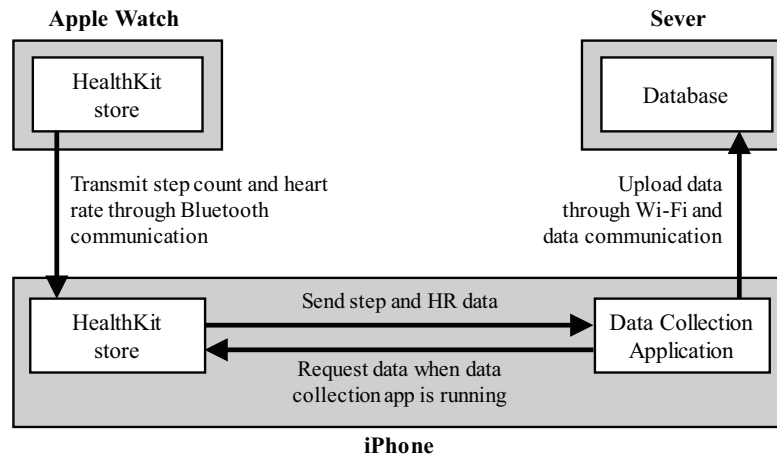 Apple Watch
Sever
HealthKit
store
Database
Transmit step count and heart
rate through Bluetooth
communication
Upload data
through Wi-Fi and
data communication
HealthKit
store
Send step and HR data
Data Collection
Application
Request data when data
collection app is running
iPhone